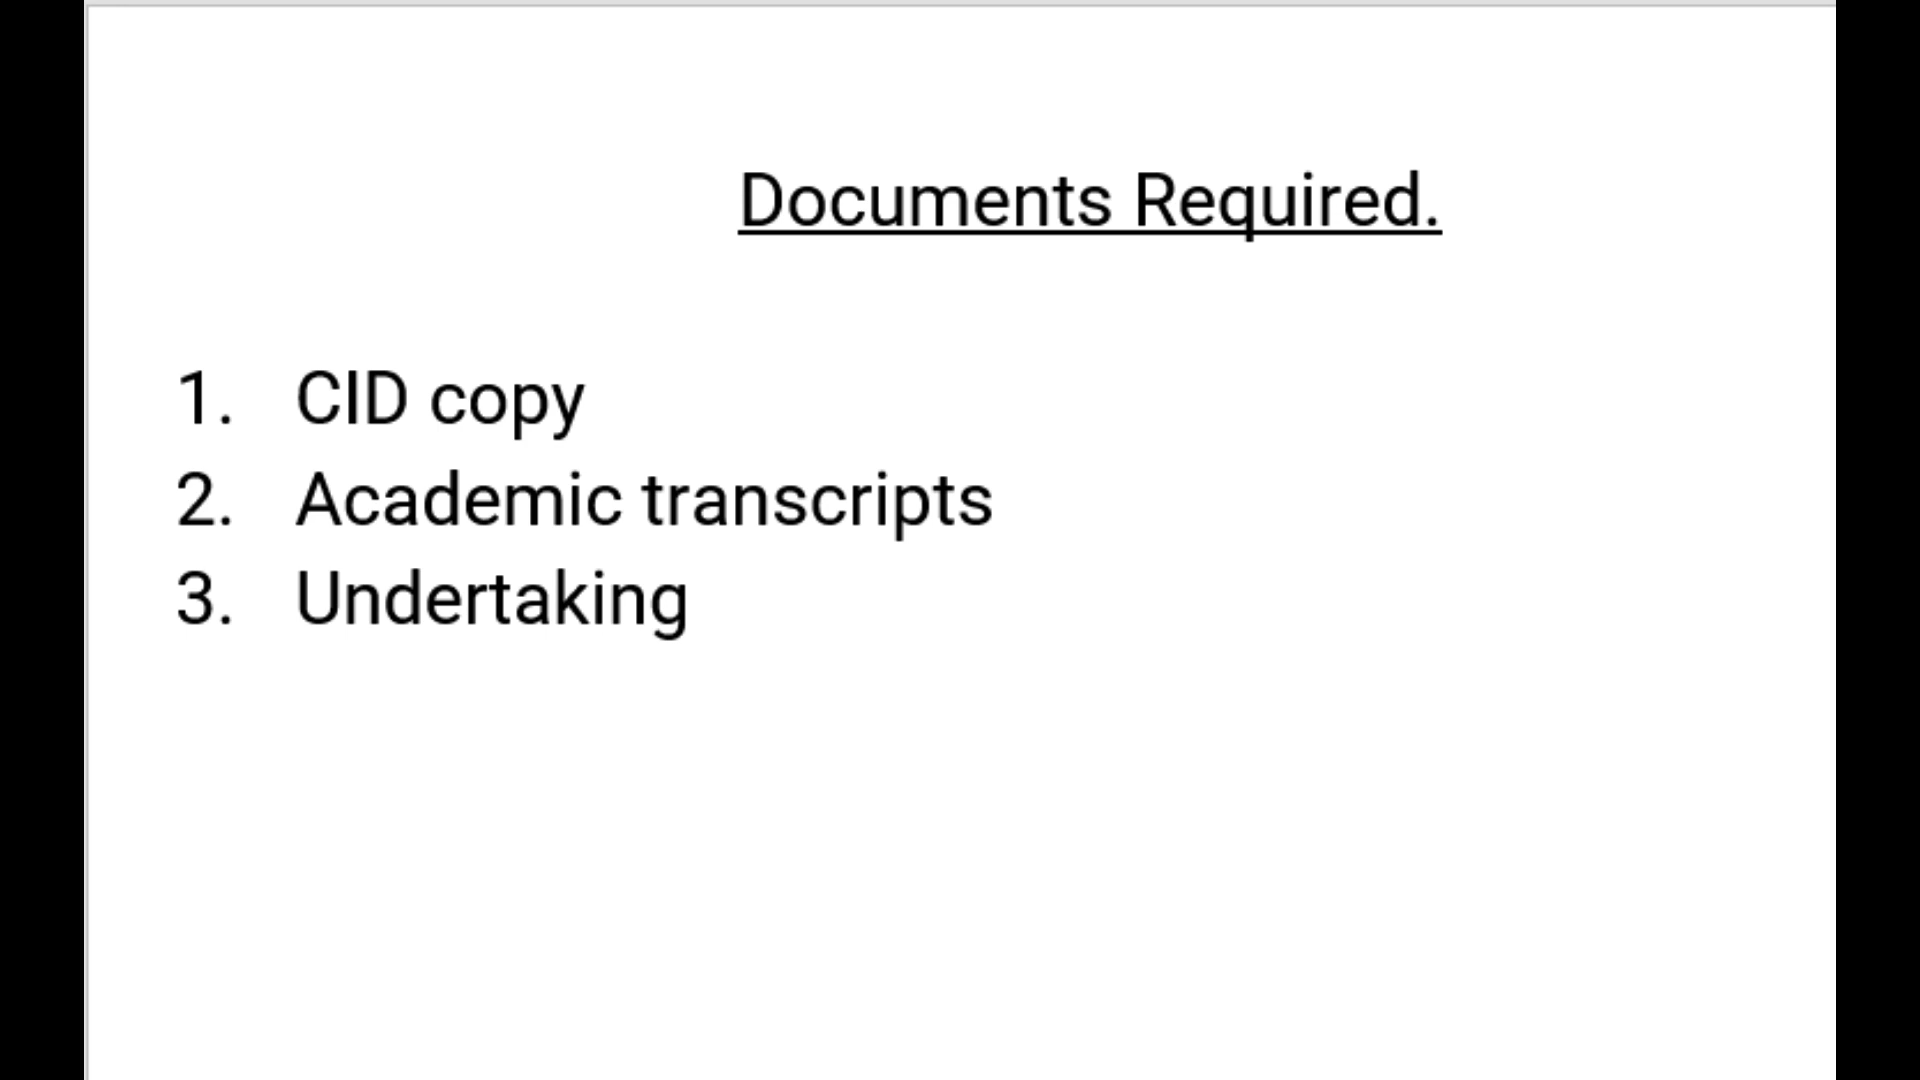 Documents Required.
1. CID copy
2. Academic transcripts
3. Undertaking